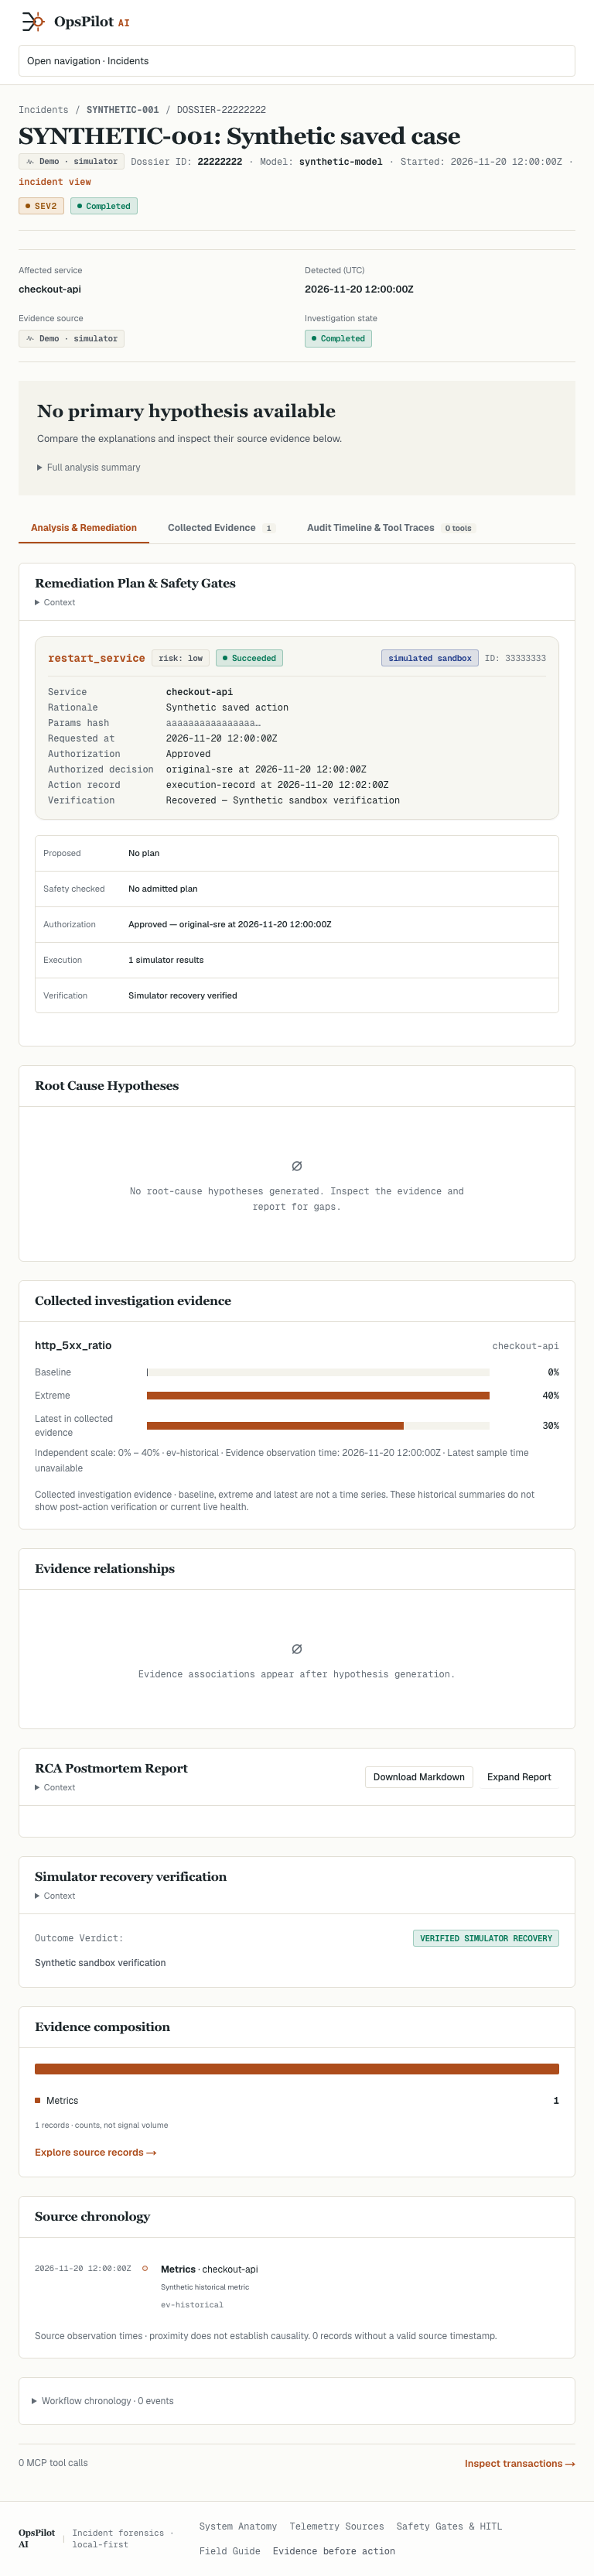 OpsPilot AI
Open navigation · Incidents
Incidents / SYNTHETIC-001 / DOSSIER-22222222
SYNTHETIC-001: Synthetic saved case
Demo · simulator Dossier ID: 22222222 · Model: synthetic-model · Started: 2026-11-20 12:00:00Z ·
incident view
SEV2 Completed
Affected service Detected (UTC)
checkout-api 2026-11-20 12:00:00Z
Evidence source Investigation state
Demo · simulator Completed
No primary hypothesis available
Compare the explanations and inspect their source evidence below.
Full analysis summary
Analysis & Remediation Collected Evidence 1 Audit Timeline & Tool Traces 0 tools
Remediation Plan & Safety Gates
Context
restart_service risk: low Succeeded simulated sandbox ID: 33333333
Service checkout-api
Rationale Synthetic saved action
Params hash aaaaaaaaaaaaaaaa…
Requested at 2026-11-20 12:00:00Z
Authorization Approved
Authorized decision original-sre at 2026-11-20 12:00:00Z
Action record execution-record at 2026-11-20 12:02:00Z
Verification Recovered — Synthetic sandbox verification
Proposed No plan
Safety checked No admitted plan
Authorization Approved — original-sre at 2026-11-20 12:00:00Z
Execution 1 simulator results
Verification Simulator recovery verified
Root Cause Hypotheses
∅
No root-cause hypotheses generated. Inspect the evidence and
report for gaps.
Collected investigation evidence
http_5xx_ratio checkout-api
Baseline 0%
Extreme 40%
Latest in collected
evidence 30%
Independent scale: 0% – 40% · ev-historical · Evidence observation time: 2026-11-20 12:00:00Z · Latest sample time
unavailable
Collected investigation evidence · baseline, extreme and latest are not a time series. These historical summaries do not
show post-action verification or current live health.
Evidence relationships
∅
Evidence associations appear after hypothesis generation.
RCA Postmortem Report Download Markdown Expand Report
Context
Simulator recovery verification
Context
Outcome Verdict: VERIFIED SIMULATOR RECOVERY
Synthetic sandbox verification
Evidence composition
Metrics 1
1 records · counts, not signal volume
Explore source records →
Source chronology
2026-11-20 12:00:00Z Metrics · checkout-api
Synthetic historical metric
ev-historical
Source observation times · proximity does not establish causality. 0 records without a valid source timestamp.
Workflow chronology · 0 events
0 MCP tool calls Inspect transactions →
OpsPilot
AI
Incident forensics ·
local-first
System Anatomy Telemetry Sources Safety Gates & HITL
Field Guide Evidence before action